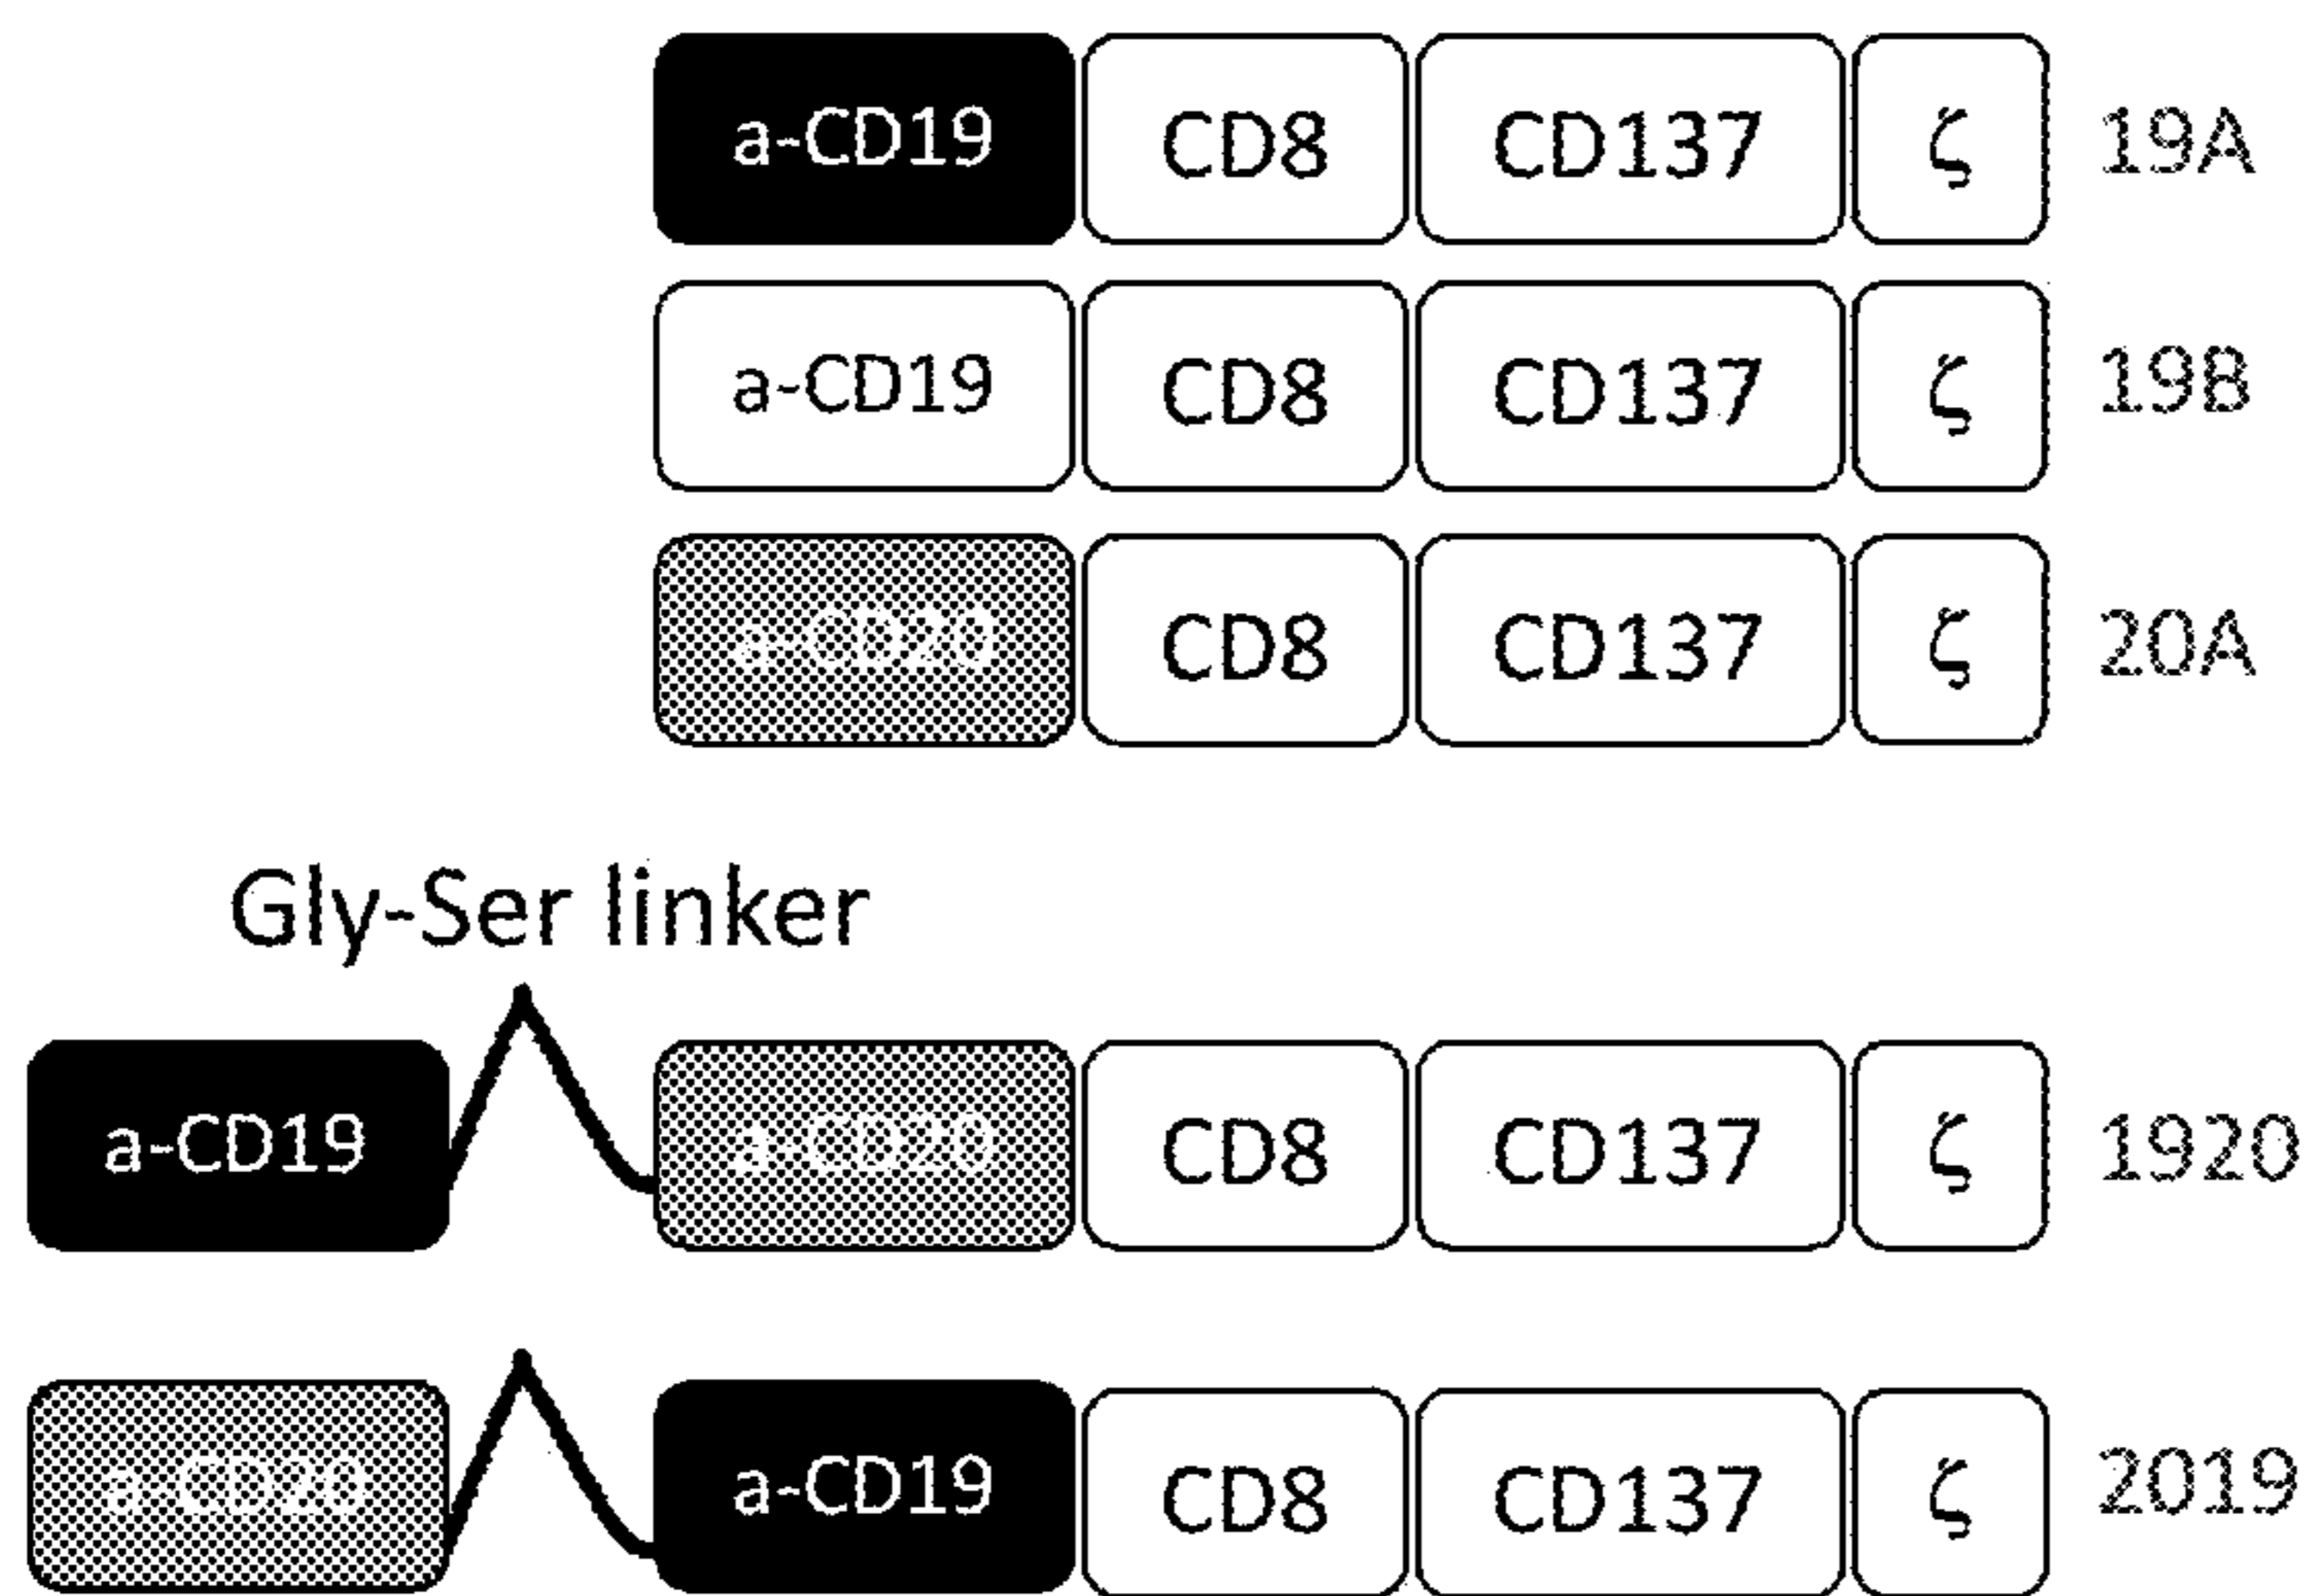 a-CD19 CD8 CD137 ζ 19A
a-CD19 CD8 CD137 ζ 19B
a-CD20 CD8 CD137 ζ 20A
Gly-Ser linker
a-CD19 a-CD20 CD8 CD137 ζ 1920
a-CD20 a-CD19 CD8 CD137 ζ 2019